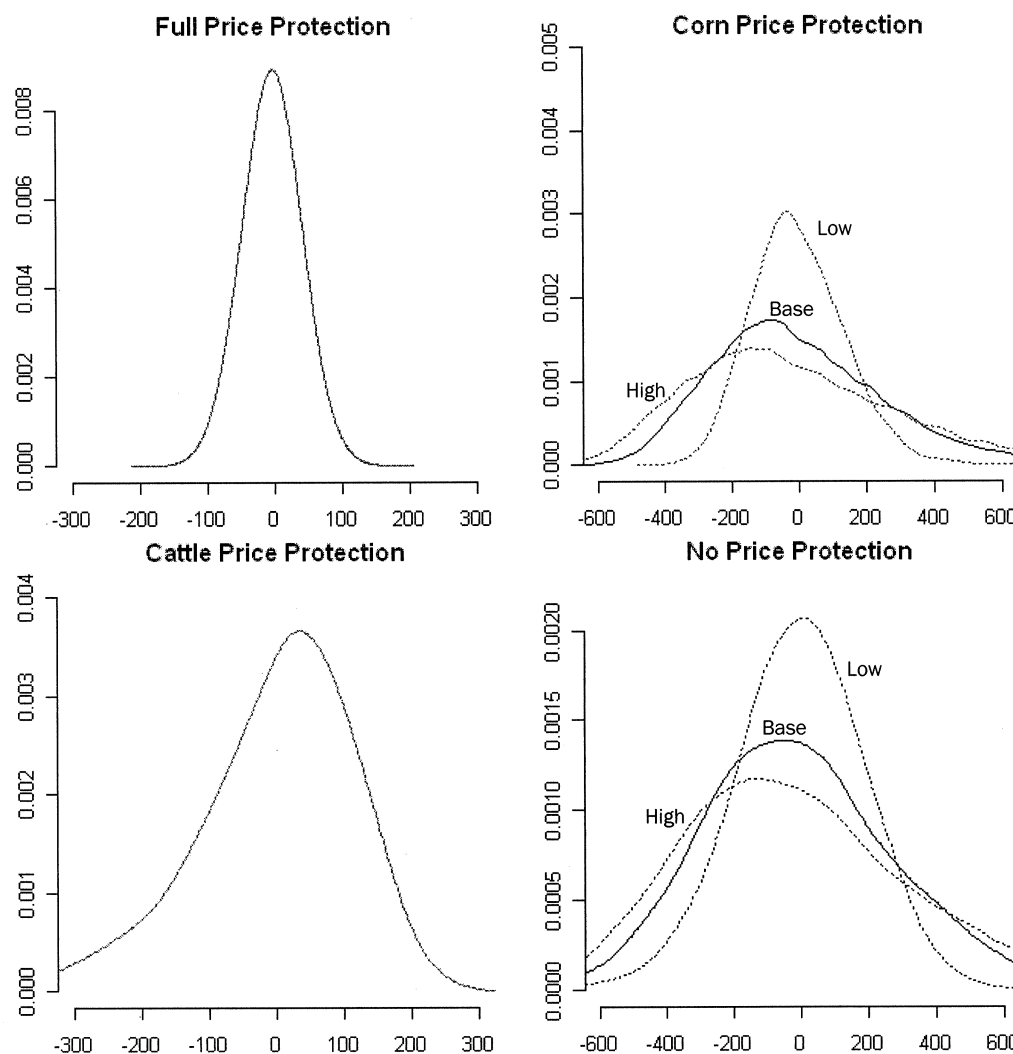 Full Price Protection
0.008
0.006
0.004
0.002
0.000
-300 -200 -100 0 100 200 300
Corn Price Protection
0.005
0.004
0.003
0.002
0.001
0.000
Low
Base
High
-600 -400 -200 0 200 400 600
Cattle Price Protection
0.004
0.003
0.002
0.001
0.000
-300 -200 -100 0 100 200 300
No Price Protection
0.0020
0.0015
0.0010
0.0005
0.0000
Low
Base
High
-600 -400 -200 0 200 400 600